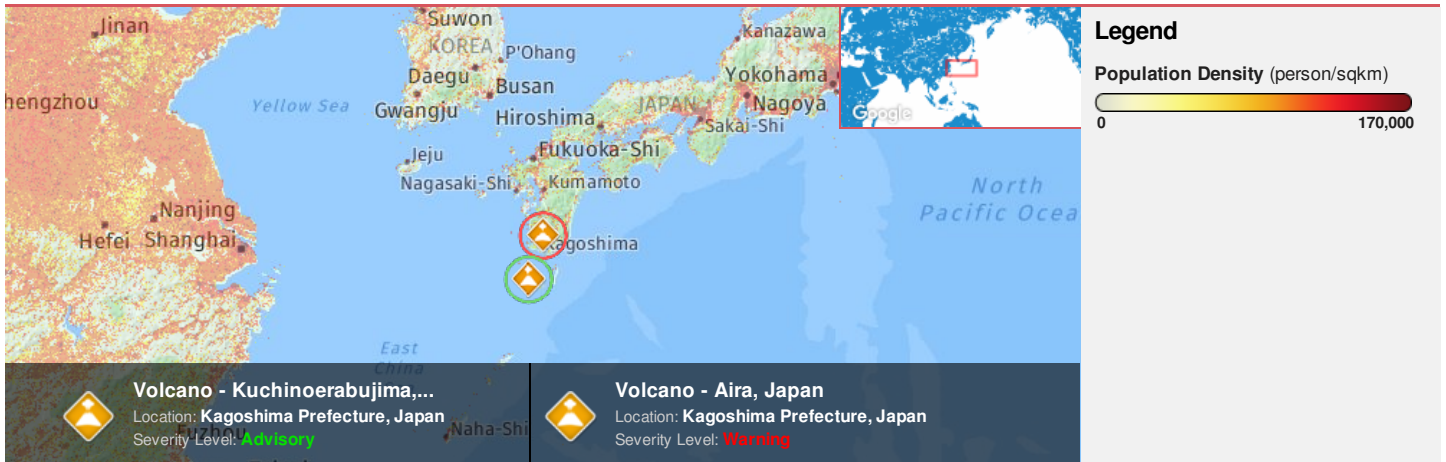 Jinan
Suwon
KOREA
P'Ohang
Kanazawa
Daegu
Busan
Yokohama
hengzhou
Yellow Sea
Gwangju
Hiroshima
JAPAN
Nagoya
Sakai-Shi
Google
Jeju
Fukuoka-Shi
Nagasaki-Shi
Kumamoto
North
Pacific Ocea
Nanjing
Hefei
Shanghai
Kagoshima
East
China
Fuzhou
Naha-Shi
Volcano - Kuchinoerabujima,...
Location: Kagoshima Prefecture, Japan
Severity Level: Advisory
Volcano - Aira, Japan
Location: Kagoshima Prefecture, Japan
Severity Level: Warning
Legend
Population Density (person/sqkm)
0
170,000